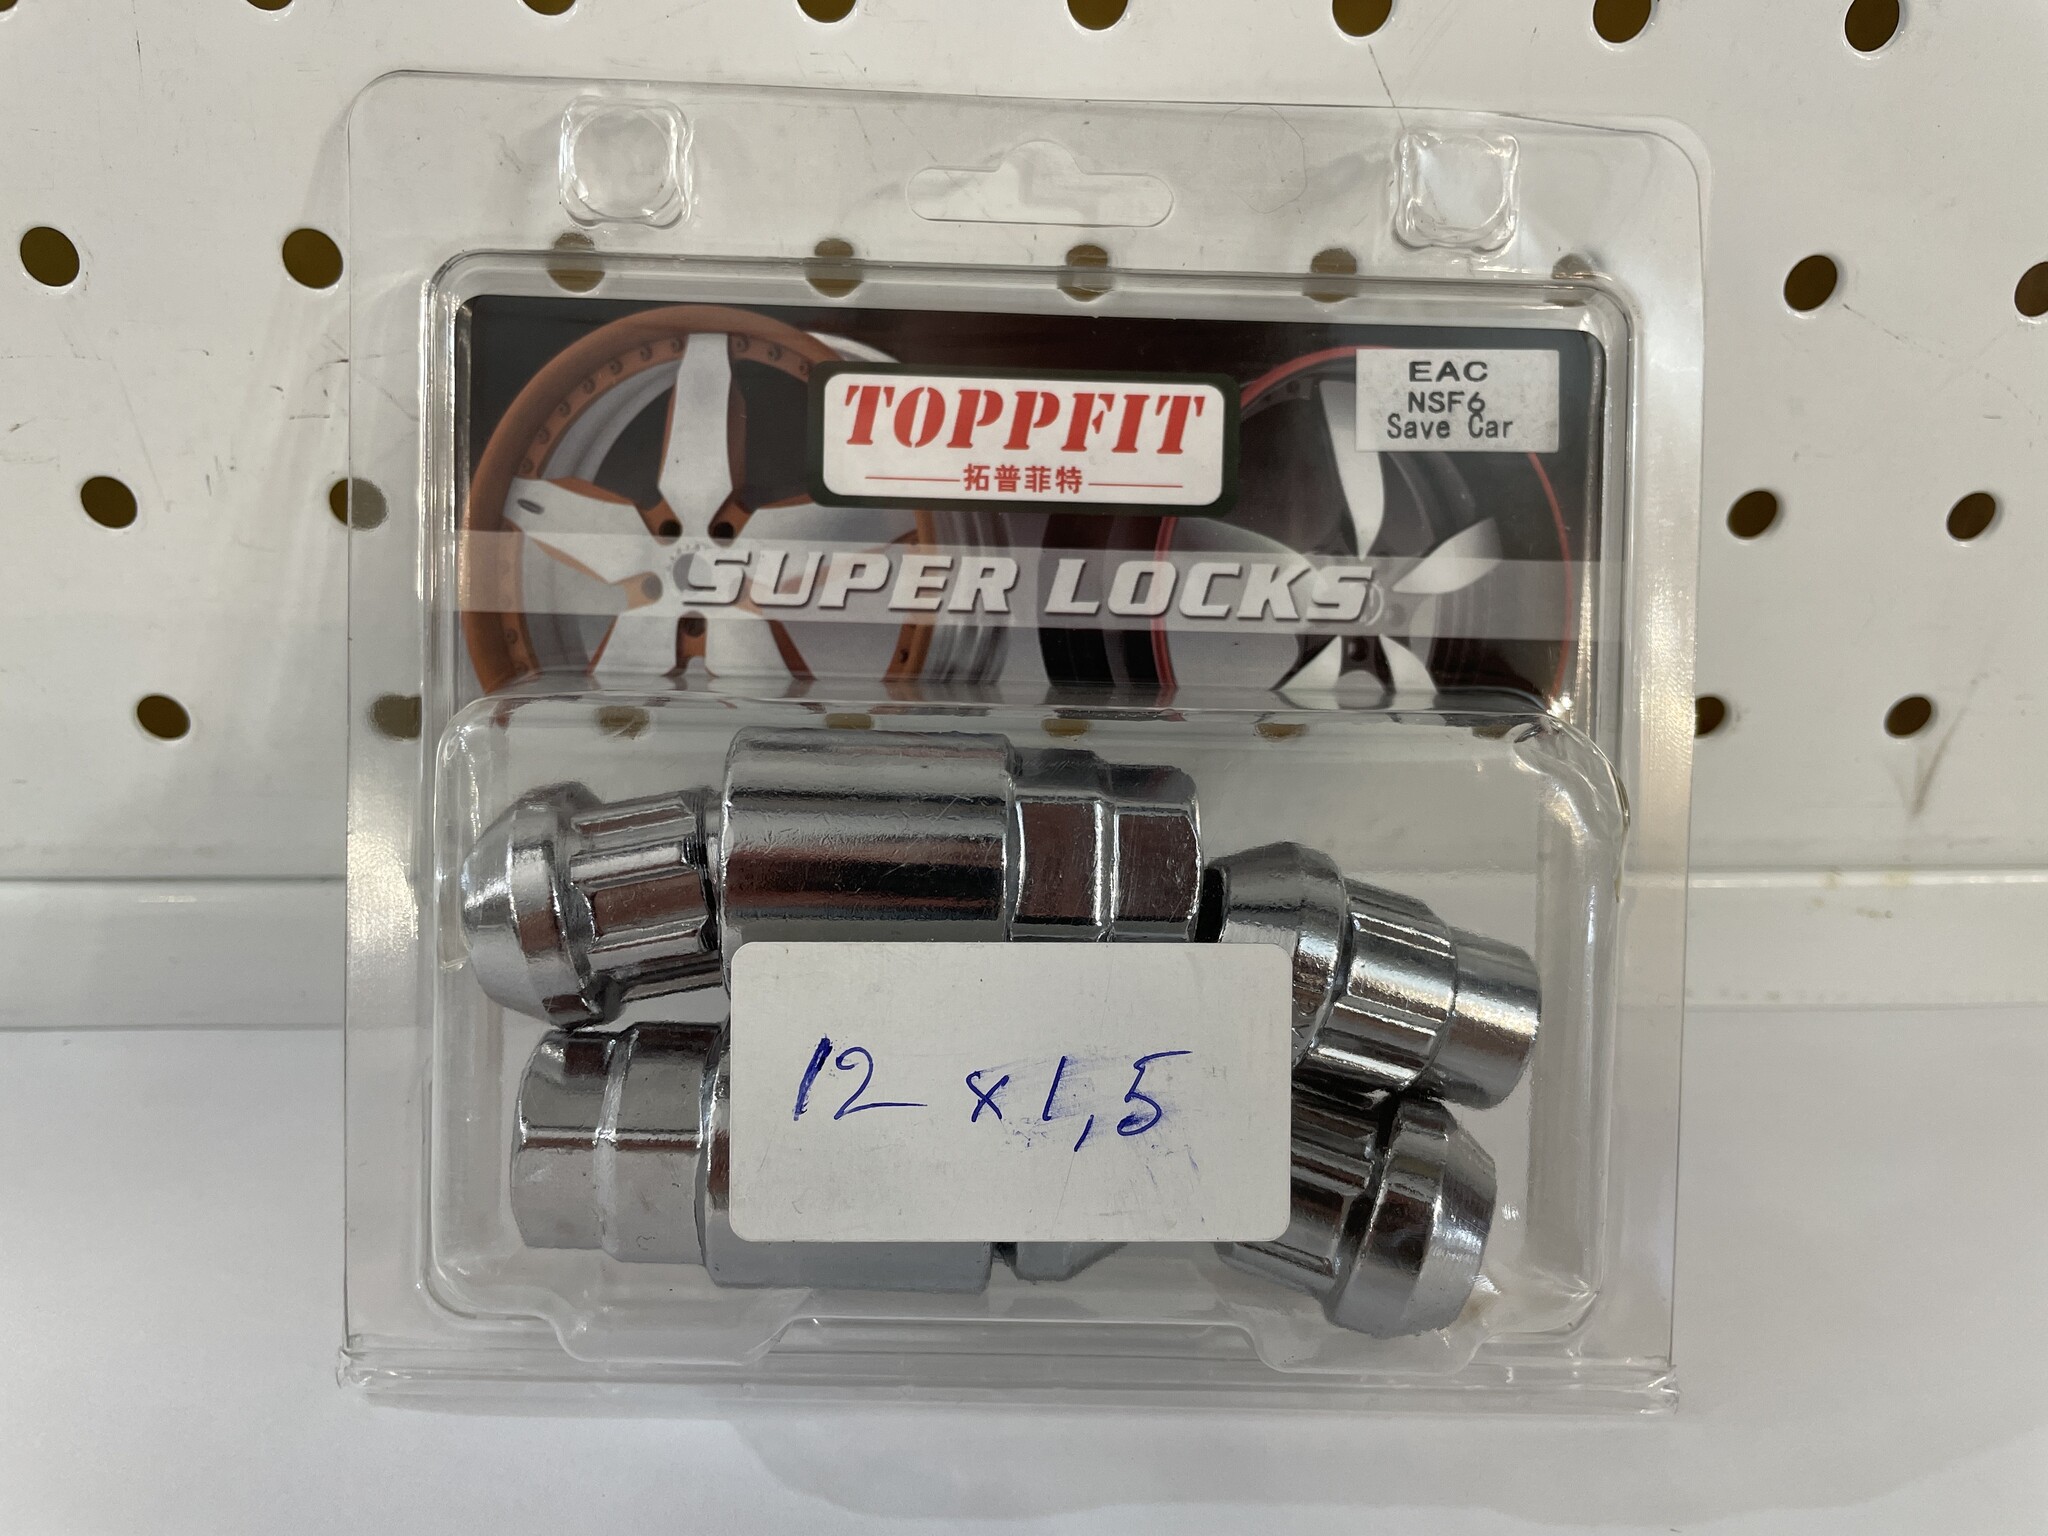 TOPPFIT
拓普菲特
EAC
NSF6
Save Car
SUPER LOCKS
12 x 1,5